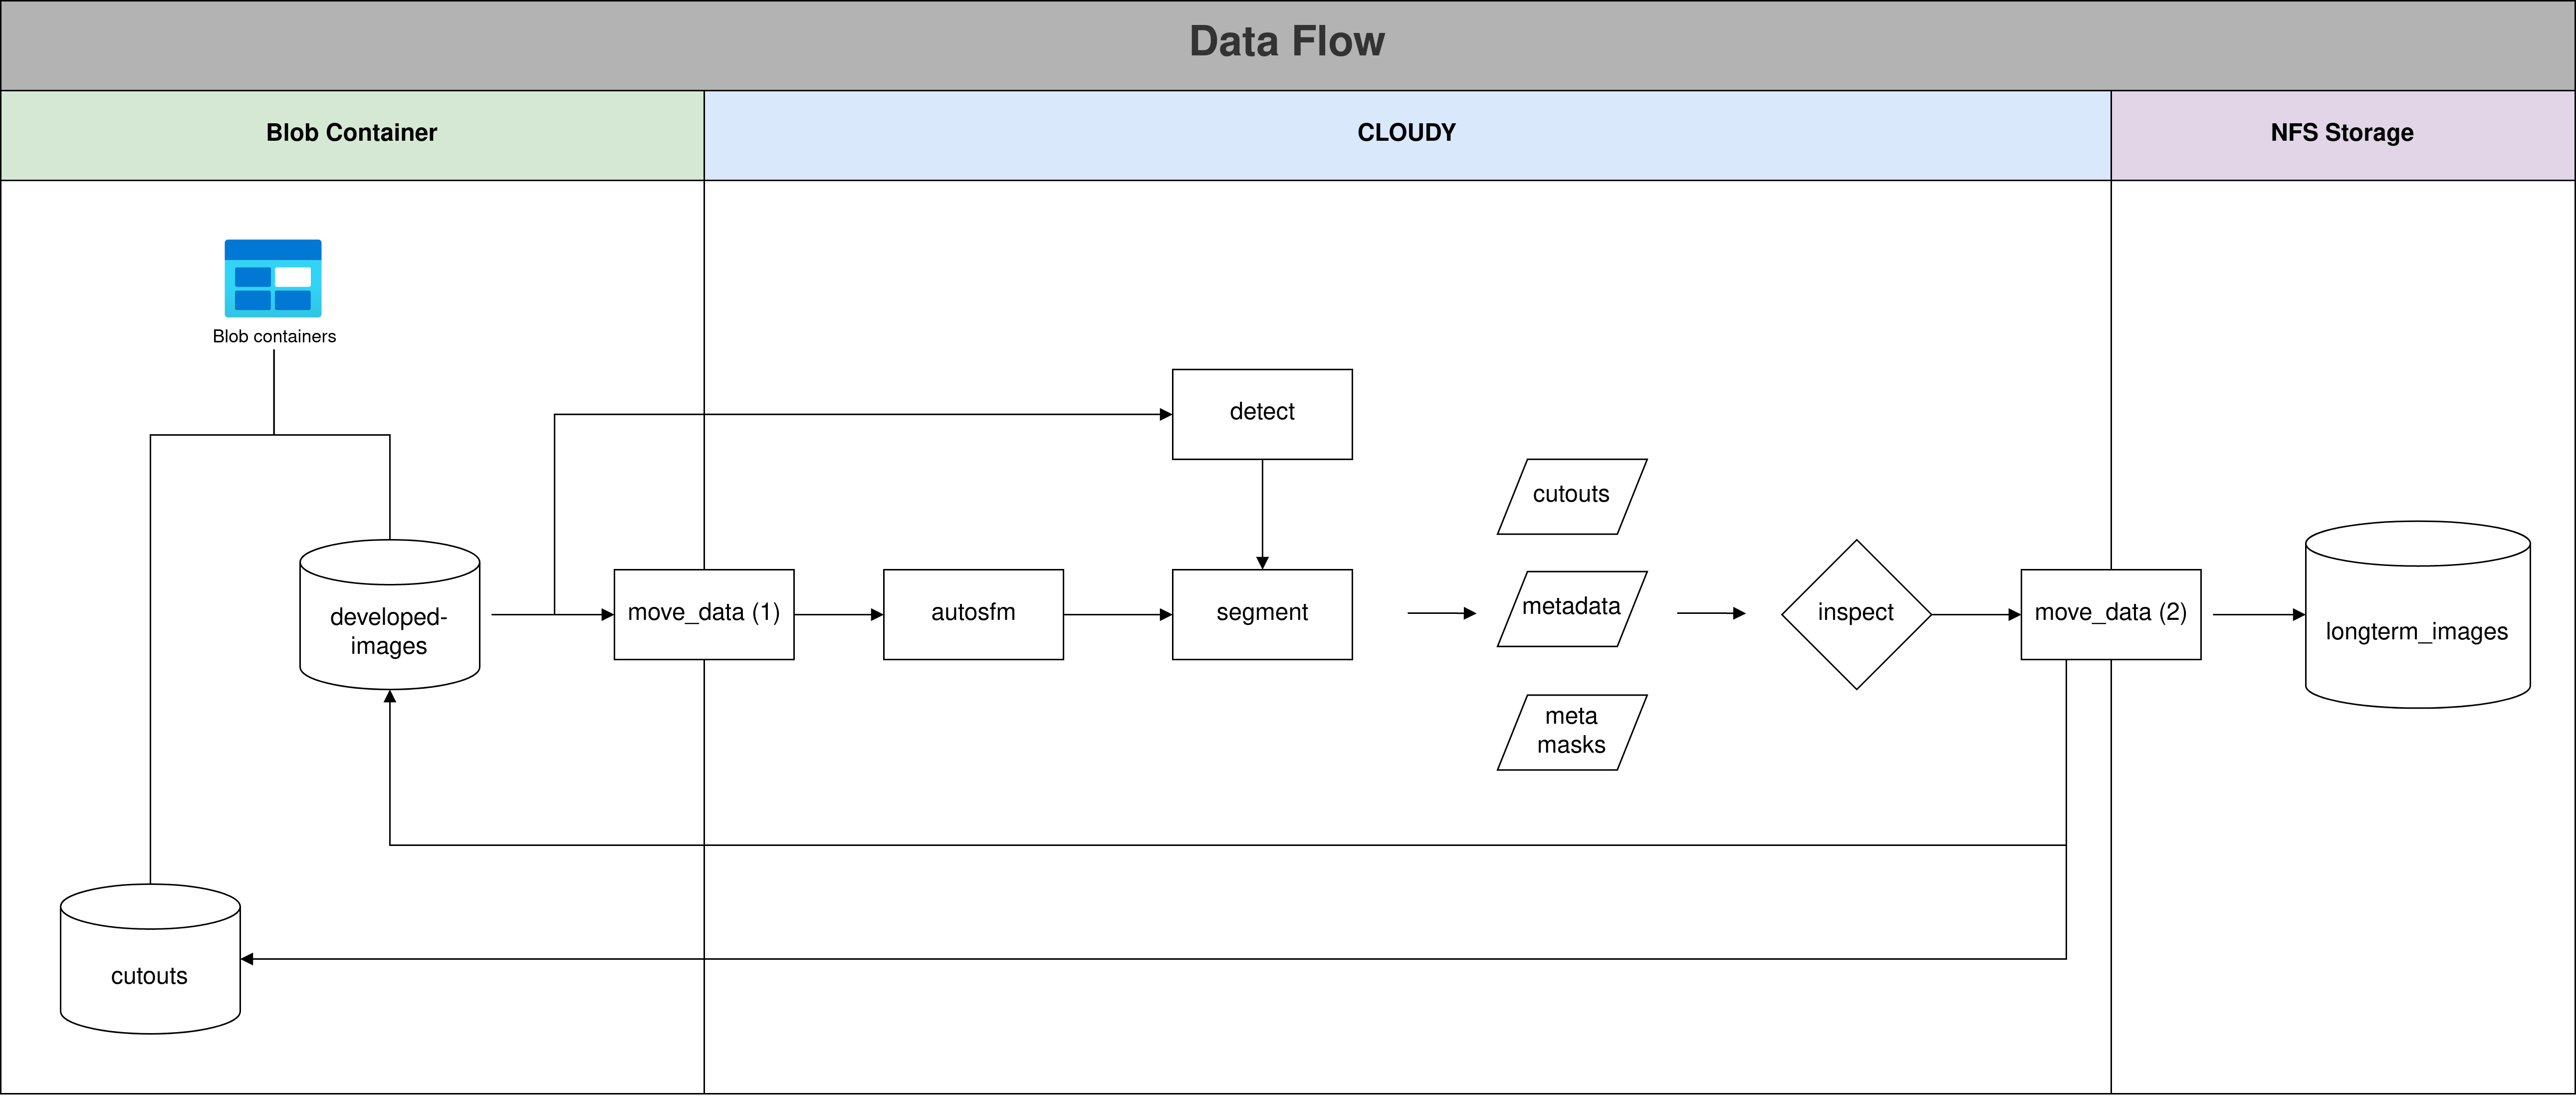 Data Flow
Blob Container
CLOUDY
NFS Storage
Blob containers
detect
cutouts
developed-
images
move_data (1)
autosfm
segment
metadata
inspect
move_data (2)
longterm_images
meta
masks
cutouts